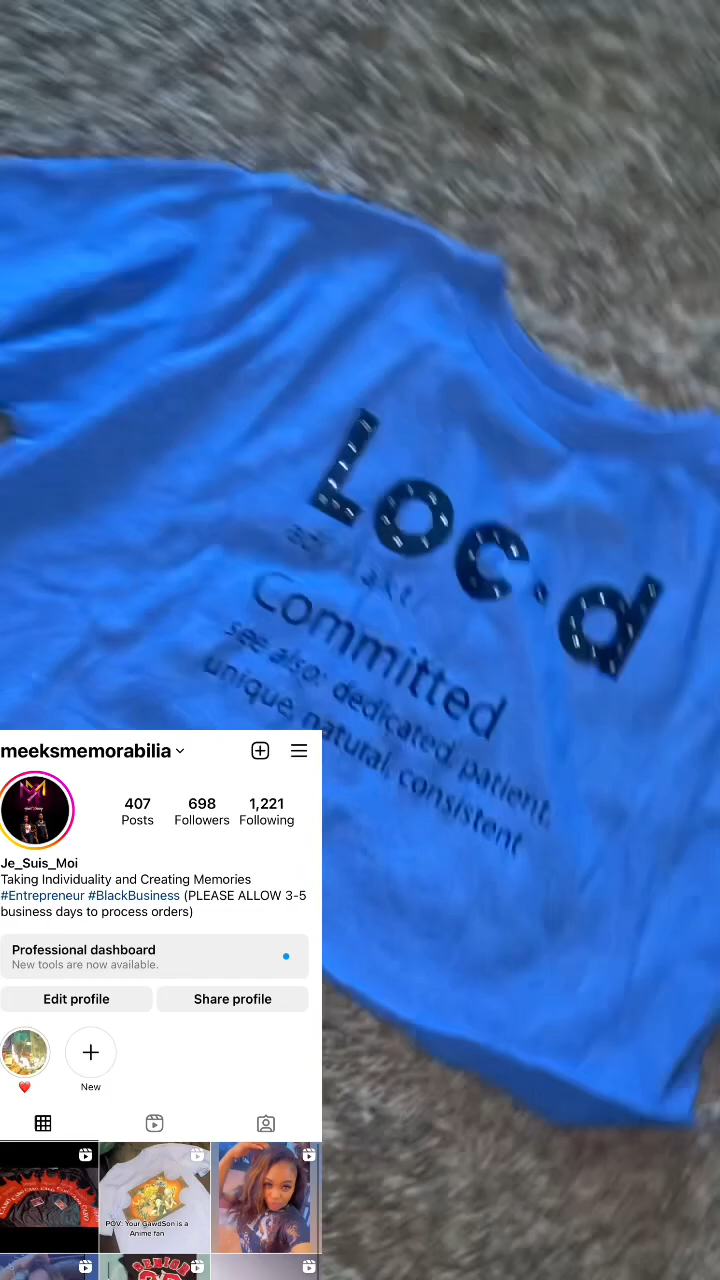 Loc·d
Committed
see also: dedicated, patient,
unique, natural, consistent
meeksmemorabilia
407
698
1,221
Posts
Followers
Following
Je_Suis_Moi
Taking Individuality and Creating Memories
#Entrepreneur #BlackBusiness (PLEASE ALLOW 3-5
business days to process orders)
Professional dashboard
New tools are now available.
Edit profile
Share profile
New
POV: Your GawdSon is a
Anime fan
SENIOR